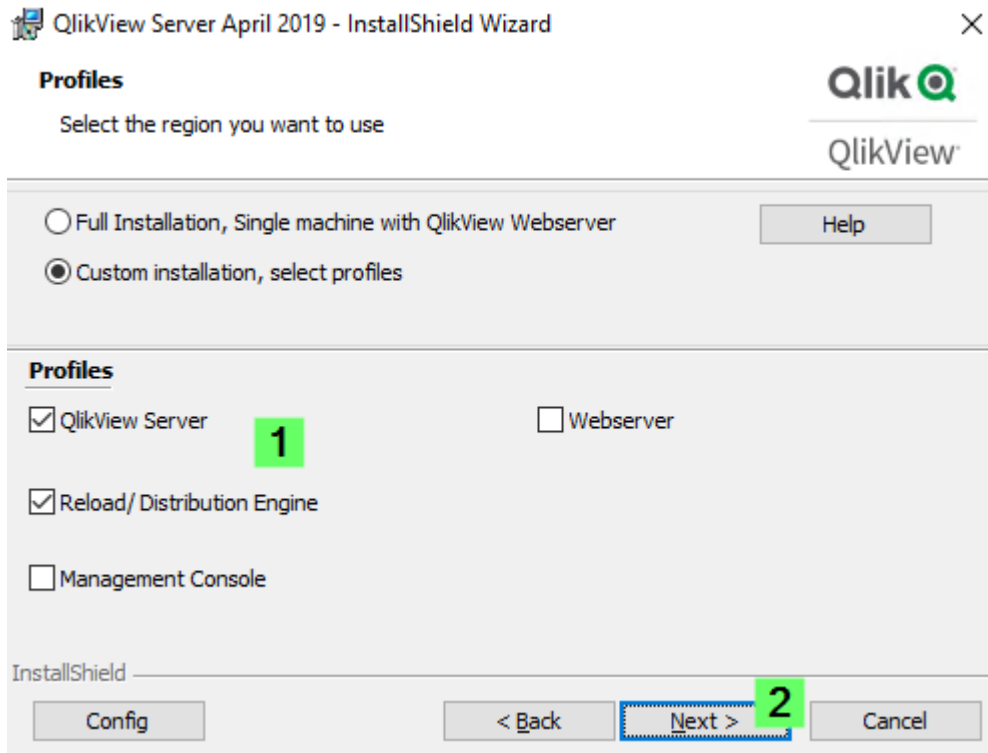 QlikView Server April 2019 - InstallShield Wizard
Profiles
Select the region you want to use
Qlik
QlikView
Full Installation, Single machine with QlikView Webserver
Help
Custom installation, select profiles
Profiles
QlikView Server
1
Webserver
Reload/ Distribution Engine
Management Console
InstallShield
Config
< Back
Next >
2
Cancel